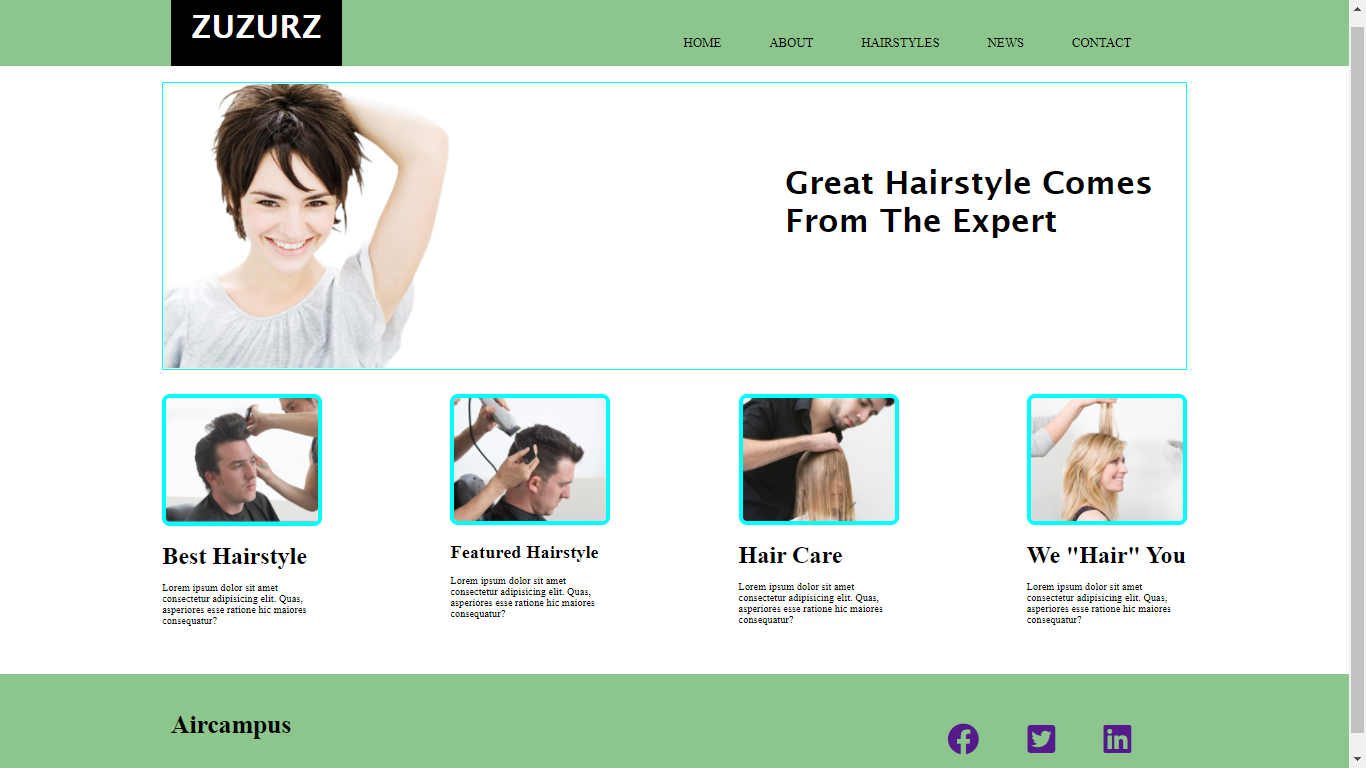 ZUZURZ
HOME ABOUT HAIRSTYLES NEWS CONTACT
Great Hairstyle Comes
From The Expert
Best Hairstyle
Lorem ipsum dolor sit amet
consectetur adipisicing elit. Quas,
asperiores esse ratione hic maiores
consequatur?
Featured Hairstyle
Lorem ipsum dolor sit amet
consectetur adipisicing elit. Quas,
asperiores esse ratione hic maiores
consequatur?
Hair Care
Lorem ipsum dolor sit amet
consectetur adipisicing elit. Quas,
asperiores esse ratione hic maiores
consequatur?
We "Hair" You
Lorem ipsum dolor sit amet
consectetur adipisicing elit. Quas,
asperiores esse ratione hic maiores
consequatur?
Aircampus